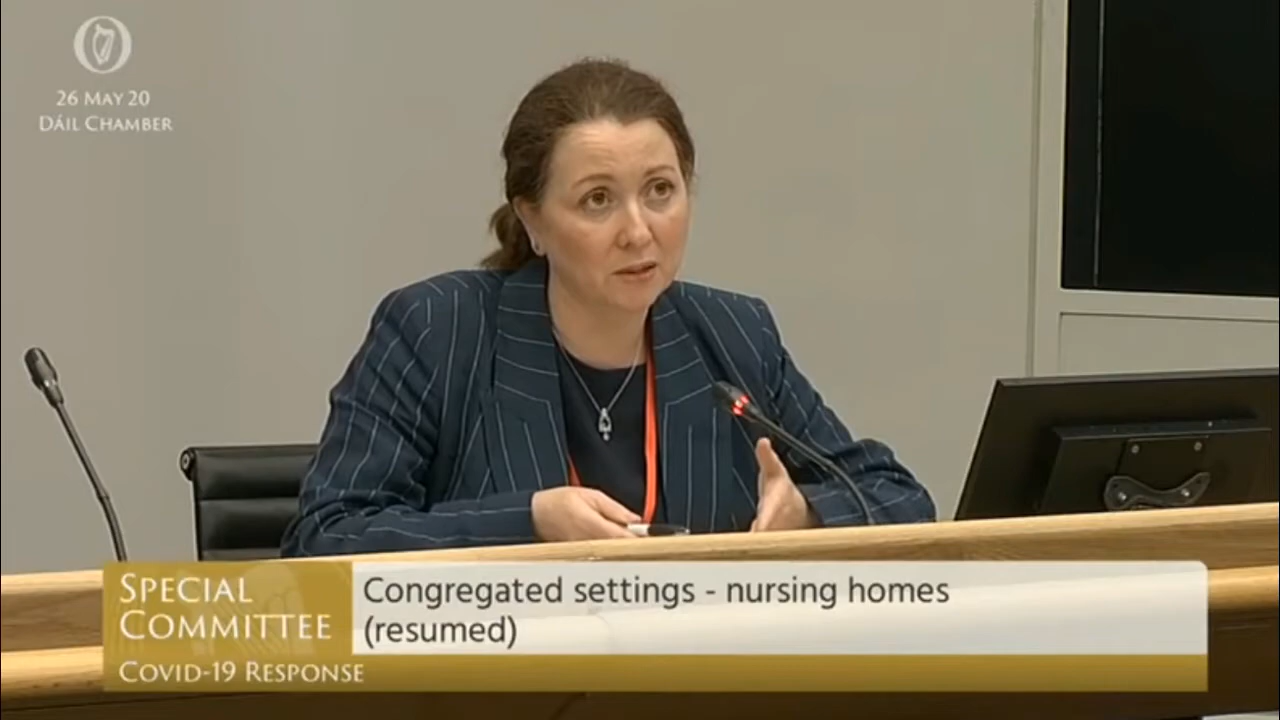 26 May 20
Dáil Chamber
Special
Committee
Congregated settings - nursing homes
(resumed)
Covid-19 Response